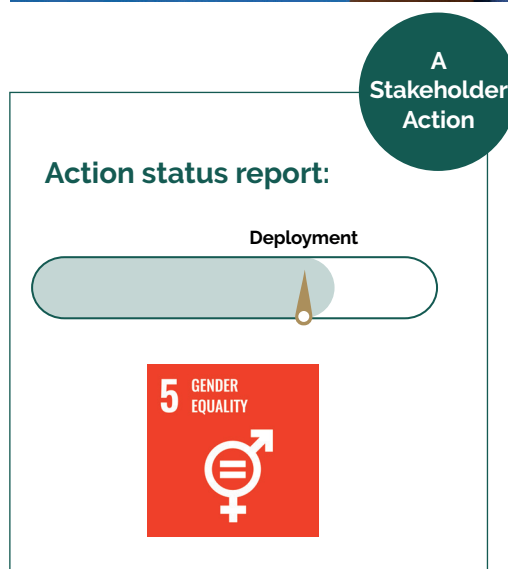 A
Stakeholder
Action
Action status report:
Deployment
5 GENDER
EQUALITY